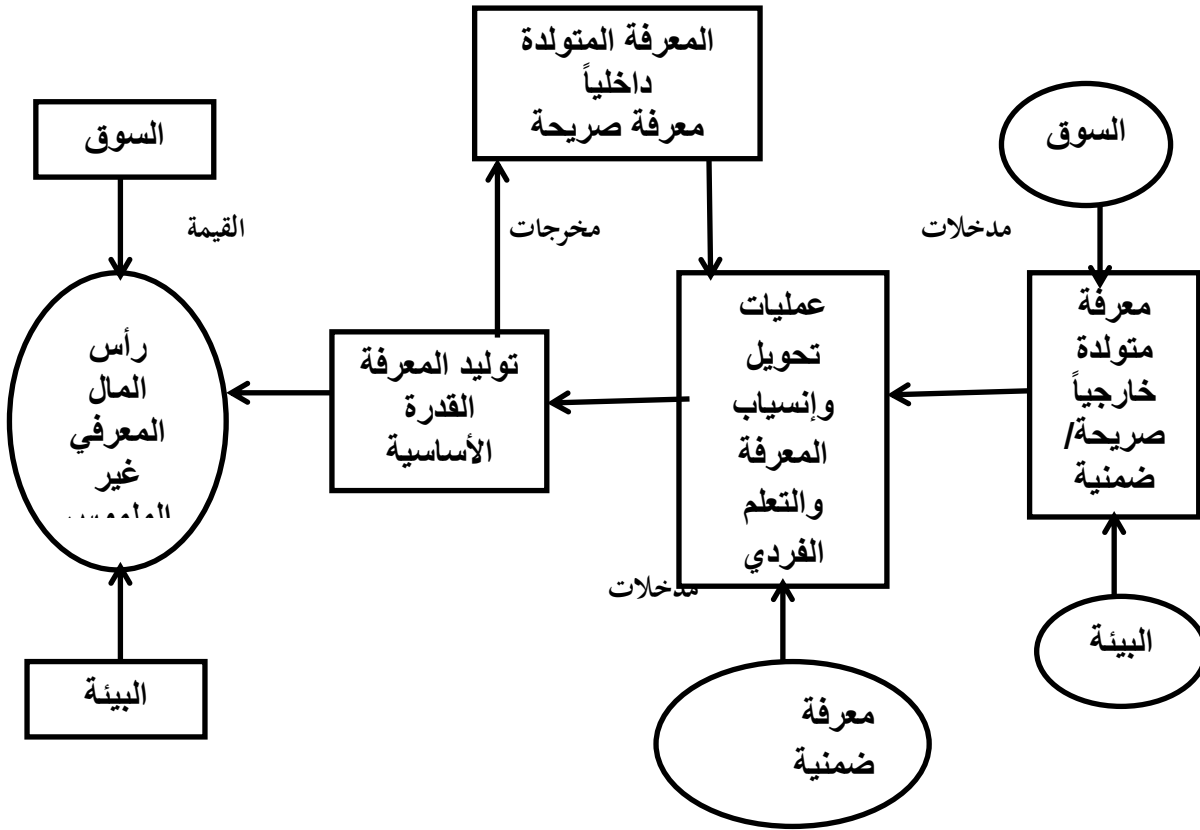 المعرفة المتولدة
داخلياً
معرفة صريحة
السوق
السوق
مدخلات
مخرجات
القيمة
معرفة
متولدة
خارجياً
صريحة/
ضمنية
عمليات
تحويل
وإنسياب
المعرفة
والتعلم
الفردي
توليد المعرفة
القدرة
الأساسية
رأس
المال
المعرفي
غير
مدخلات
البيئة
البيئة
معرفة
ضمنية